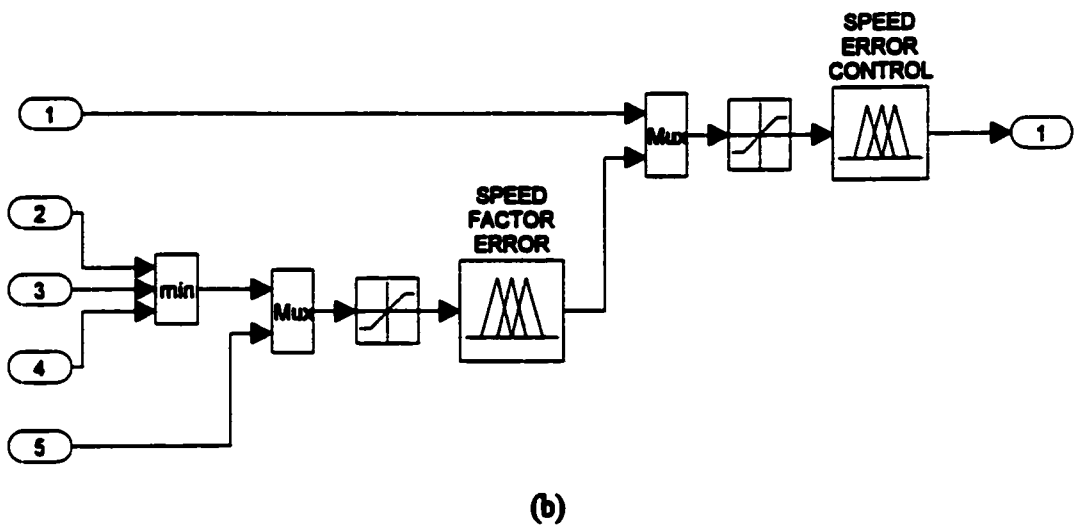 SPEED
ERROR
CONTROL
1
Mux
1
2
SPEED
FACTOR
ERROR
3
min
Mux
4
5
(b)